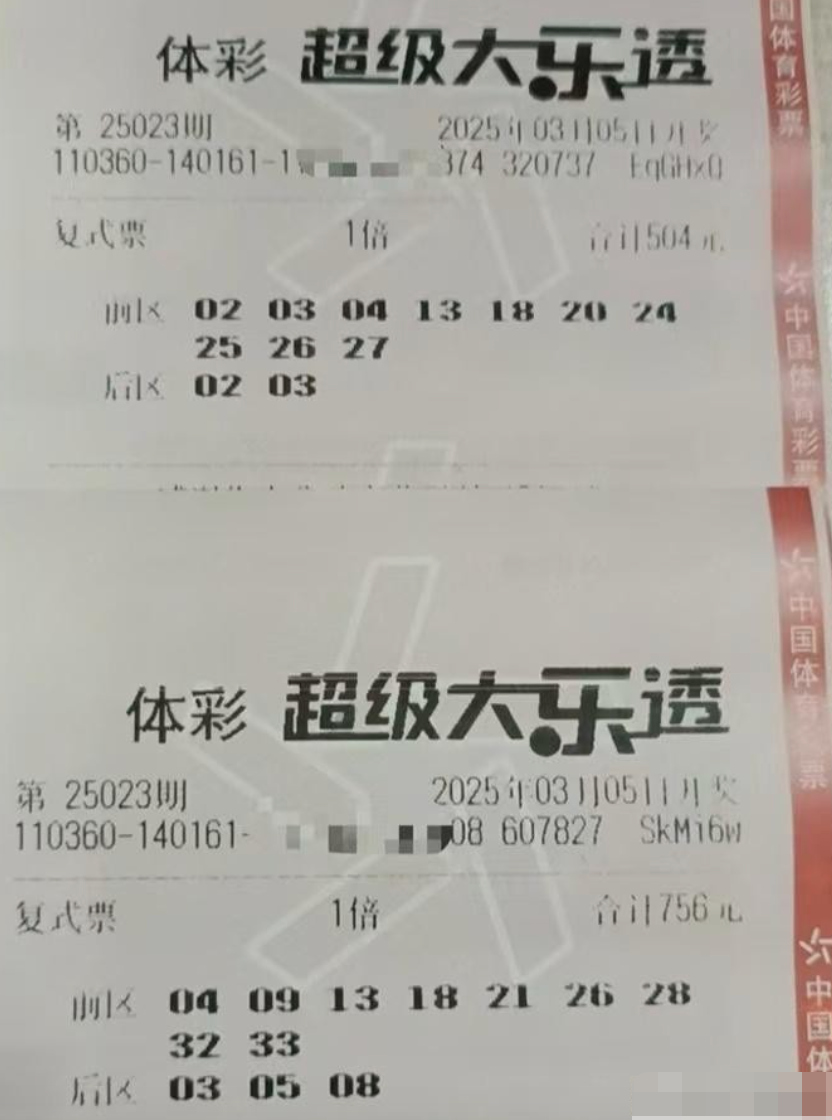 体彩 超级大乐透
第 25023期 2025年03月05日开奖
110360-140161-1 374 320737 EqGHxQ
复式票 1倍 合计504元
前区 02 03 04 13 18 20 24
25 26 27
后区 02 03
国体育彩票
中国体育彩票
体彩 超级大乐透
第 25023期 2025年03月05日开奖
110360-140161- 08 607827 SkMi6w
复式票 1倍 合计756元
前区 04 09 13 18 21 26 28
32 33
后区 03 05 08
中国体育彩票
中国体